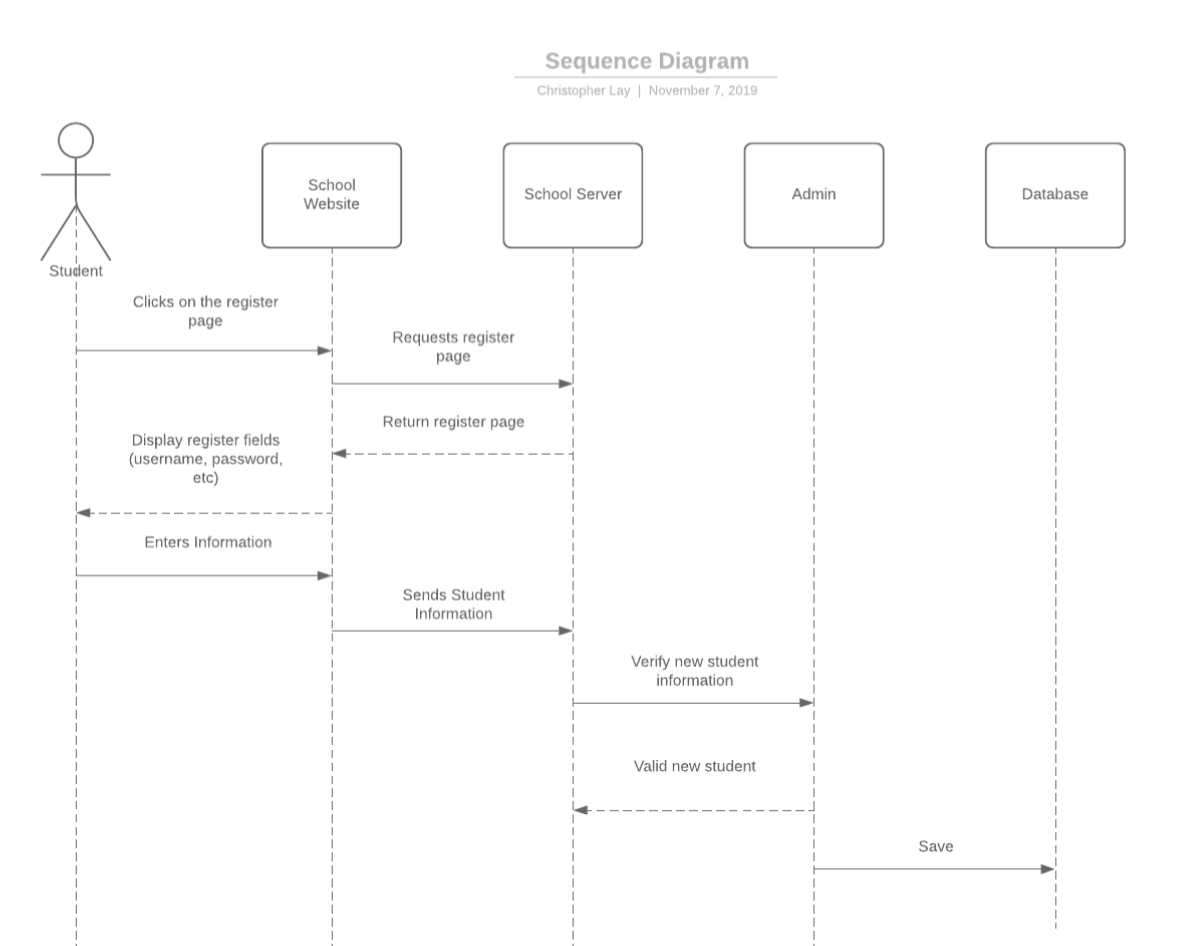 Sequence Diagram
Christopher Lay | November 7, 2019
School
Website
School Server
Admin
Database
Student
Clicks on the register
page
Requests register
page
Return register page
Display register fields
(username, password,
etc)
Enters Information
Sends Student
Information
Verify new student
information
Valid new student
Save